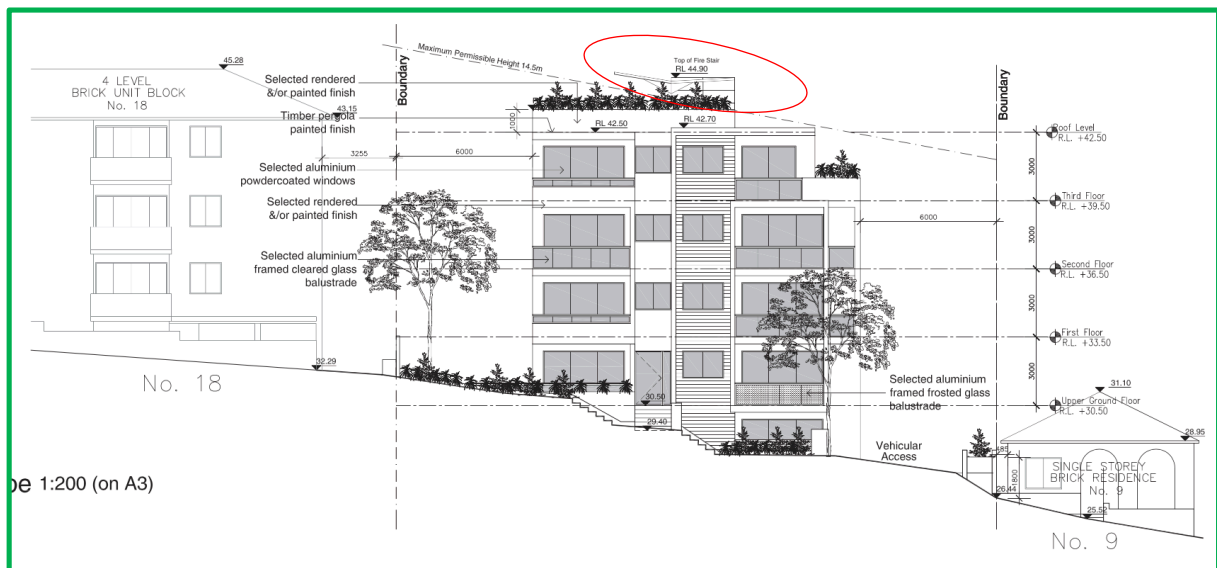 45.28
4 LEVEL
BRICK UNIT BLOCK
No. 18
43.15
Selected rendered
&/or painted finish
Timber pergola
painted finish
Boundary
Maximum Permissible Height 14.5m
Top of Fire Stair
RL 44.90
Boundary
1000
RL 42.50
RL 42.70
Roof Level
R.L. +42.50
3255
6000
3000
Selected aluminium
powdercoated windows
Selected rendered
&/or painted finish
Third Floor
R.L. +39.50
6000
3000
Selected aluminium
framed cleared glass
balustrade
Second Floor
R.L. +36.50
3000
First Floor
R.L. +33.50
32.29
No. 18
3000
Selected aluminium
framed frosted glass
balustrade
31.10
30.50
Upper Ground Floor
R.L. +30.50
29.40
28.95
Vehicular
Access
485
1800
SINGLE STOREY
BRICK RESIDENCE
No. 9
26.44
25.52
No. 9
1:200 (on A3)